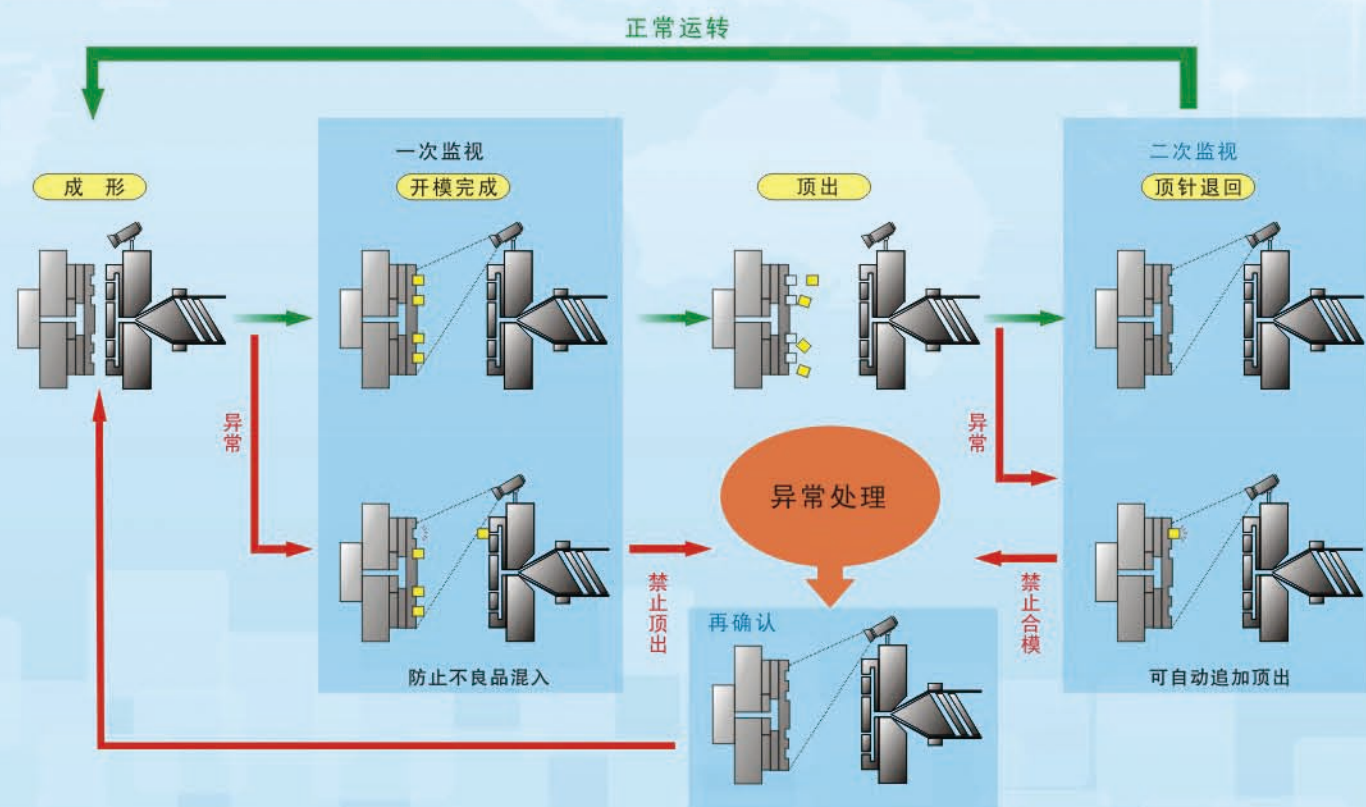 正常运转
一次监视
二次监视
成 形
开模完成
顶出
顶针退回
异常
异常
异常处理
禁止顶出
禁止合模
再确认
防止不良品混入
可自动追加顶出